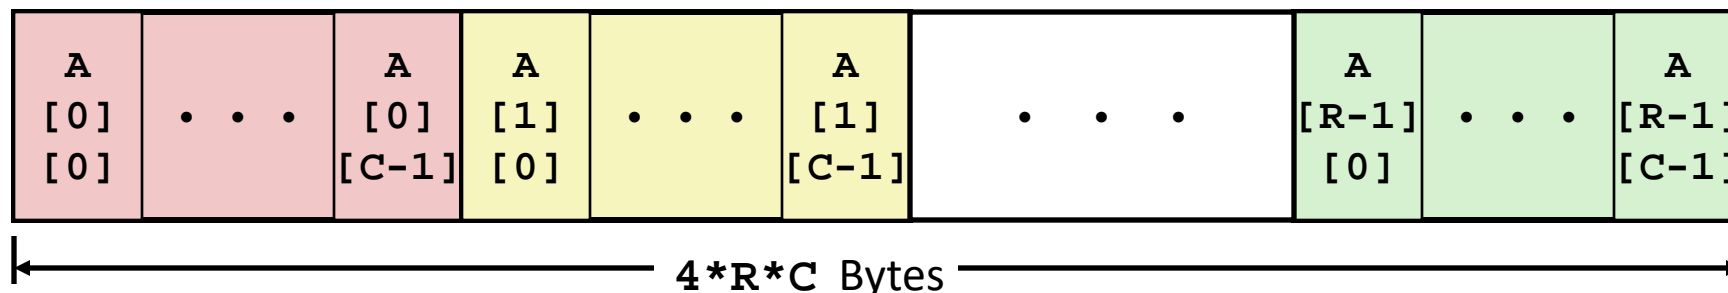 A A A A A A
[0] • • • [0] [1] • • • [1] • • • [R-1] • • • [R-1]
[0] [C-1] [0] [C-1] [0] [C-1]
4*R*C Bytes